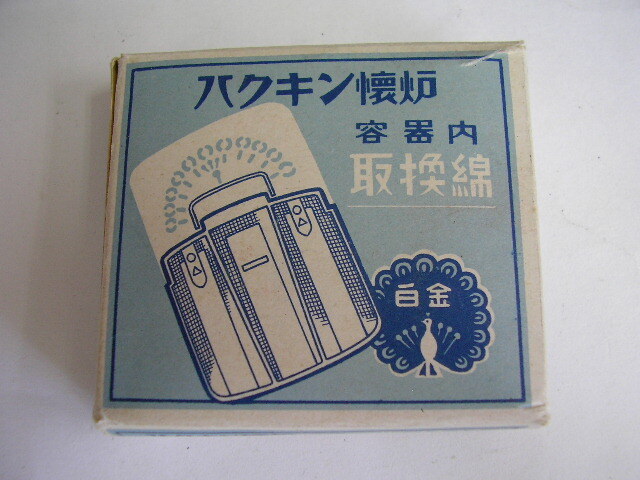 ハクキン懐炉
容器内
取換綿
白金